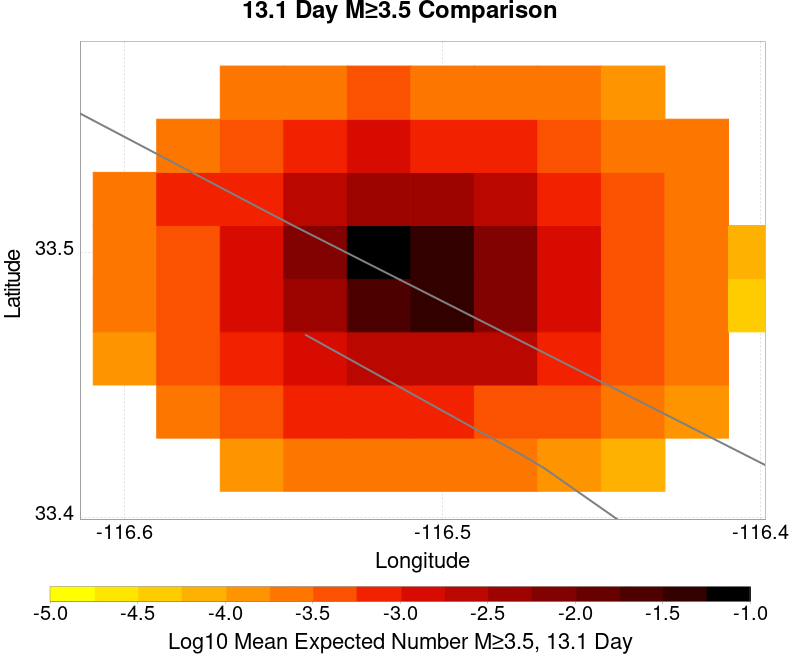 13.1 Day M≥3.5 Comparison
33.5
33.4
Latitude
-116.6 -116.5 -116.4
Longitude
-5.0 -4.5 -4.0 -3.5 -3.0 -2.5 -2.0 -1.5 -1.0
Log10 Mean Expected Number M≥3.5, 13.1 Day